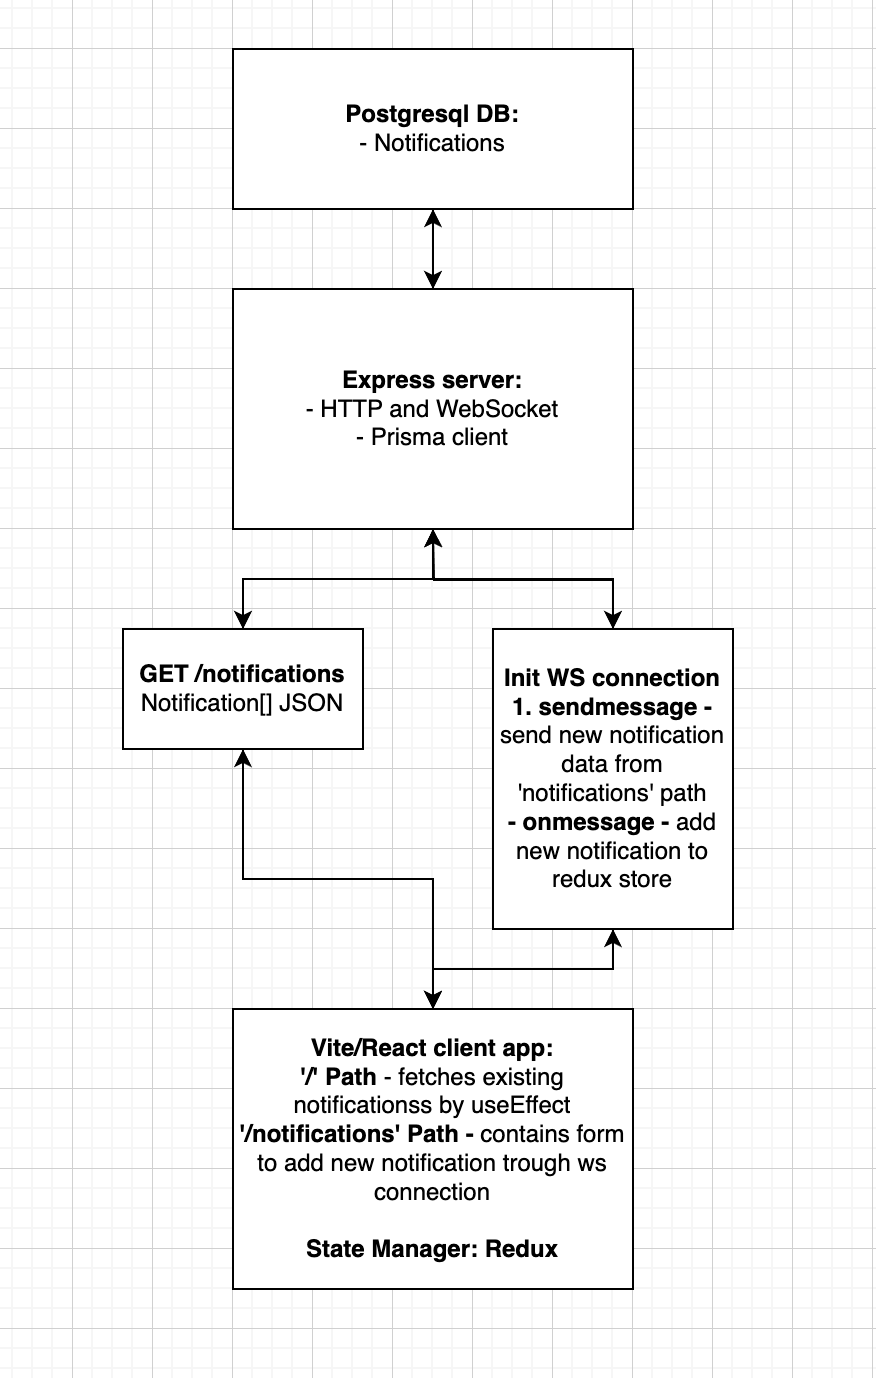 Postgresql DB:
- Notifications
Express server:
- HTTP and WebSocket
- Prisma client
GET /notifications
Notification[] JSON
Init WS connection
1. sendmessage -
send new notification
data from
'notifications' path
- onmessage - add
new notification to
redux store
Vite/React client app:
'/' Path - fetches existing
notificationss by useEffect
'/notifications' Path - contains form
to add new notification trough ws
connection
State Manager: Redux